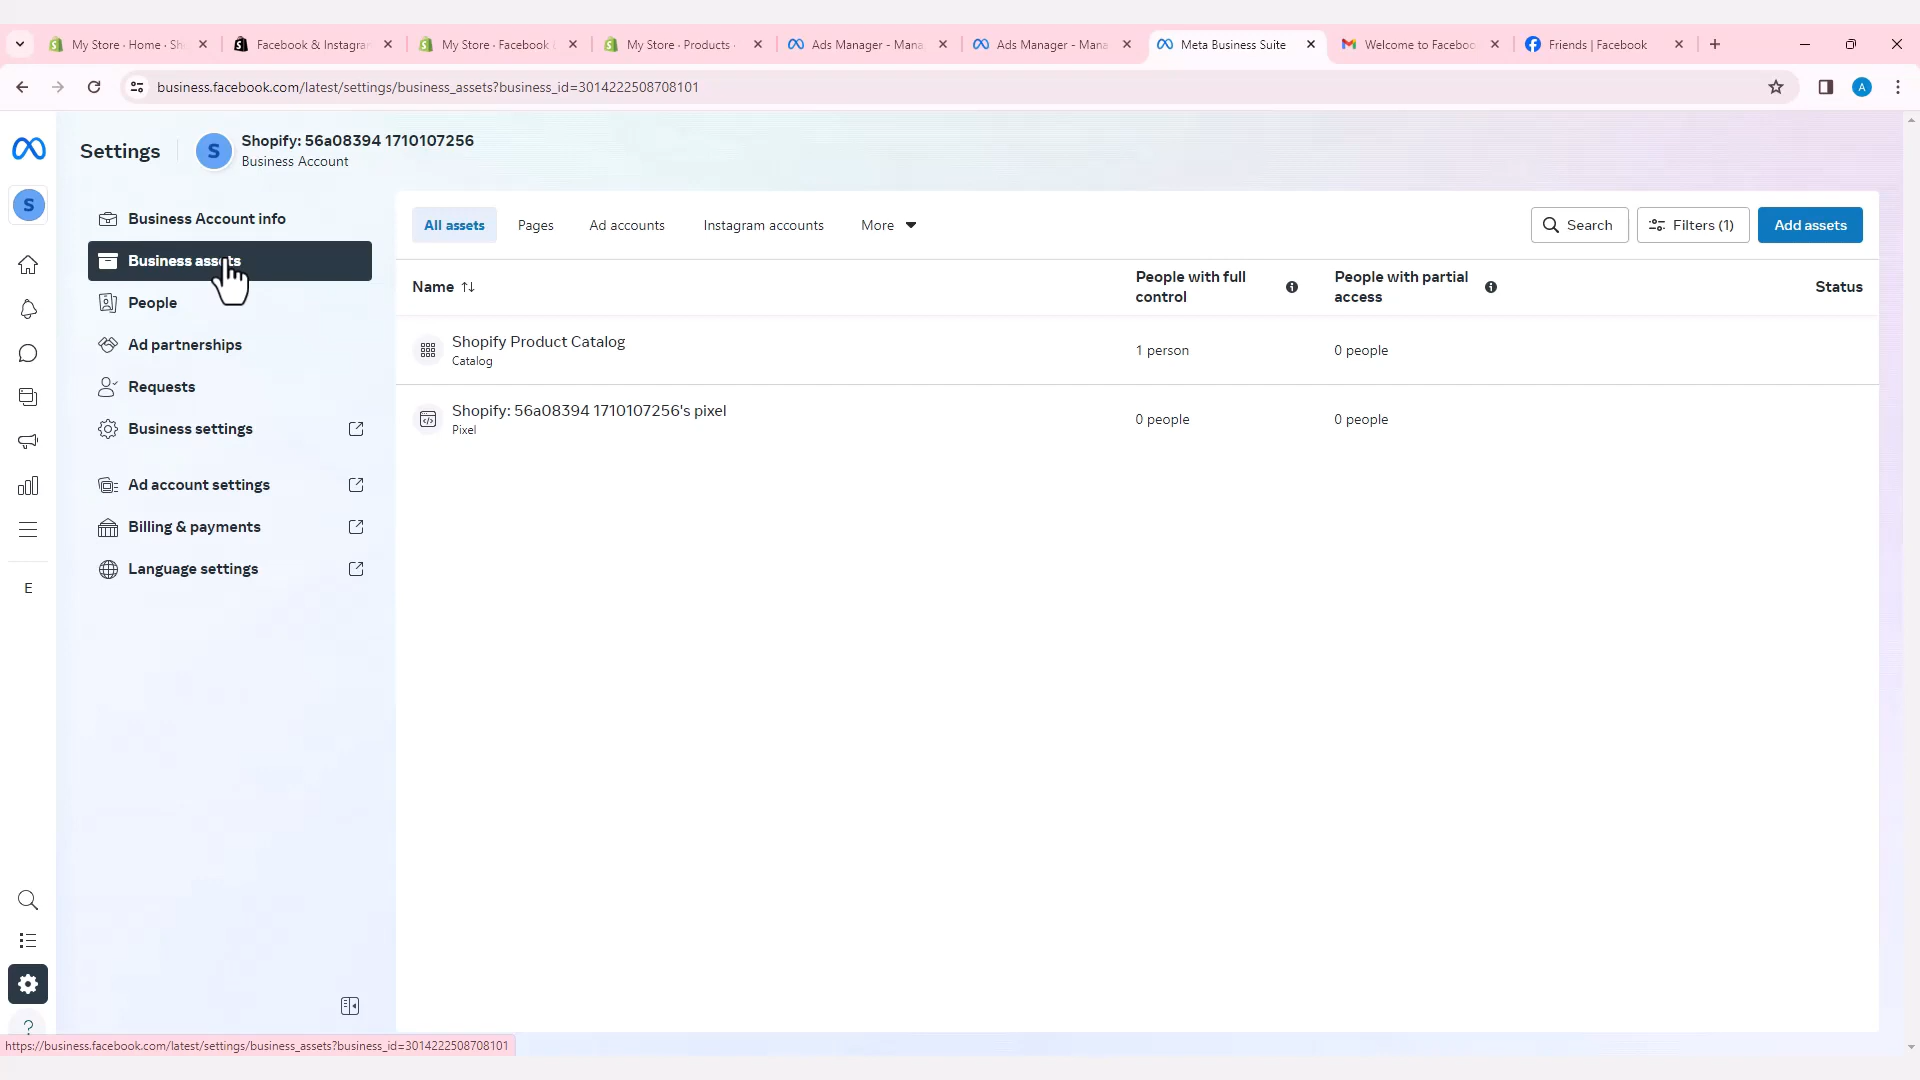 My Store · Home · Sh
Facebook & Instagram
My Store · Facebook
My Store · Products ·
Ads Manager - Mana
Ads Manager - Mana
Meta Business Suite
Welcome to Faceboo
Friends | Facebook
business.facebook.com/latest/settings/business_assets?business_id=3014222508708101
A
Settings
S
Shopify: 56a08394 1710107256
Business Account
S
Business Account info
Business assets
People
Ad partnerships
Requests
Business settings
Ad account settings
Billing & payments
Language settings
E
All assets
Pages
Ad accounts
Instagram accounts
More
Search
Filters (1)
Add assets
Name
People with full control
People with partial access
Status
Shopify Product Catalog
Catalog
1 person
0 people
Shopify: 56a08394 1710107256's pixel
Pixel
0 people
0 people
?
https://business.facebook.com/latest/settings/business_assets?business_id=3014222508708101